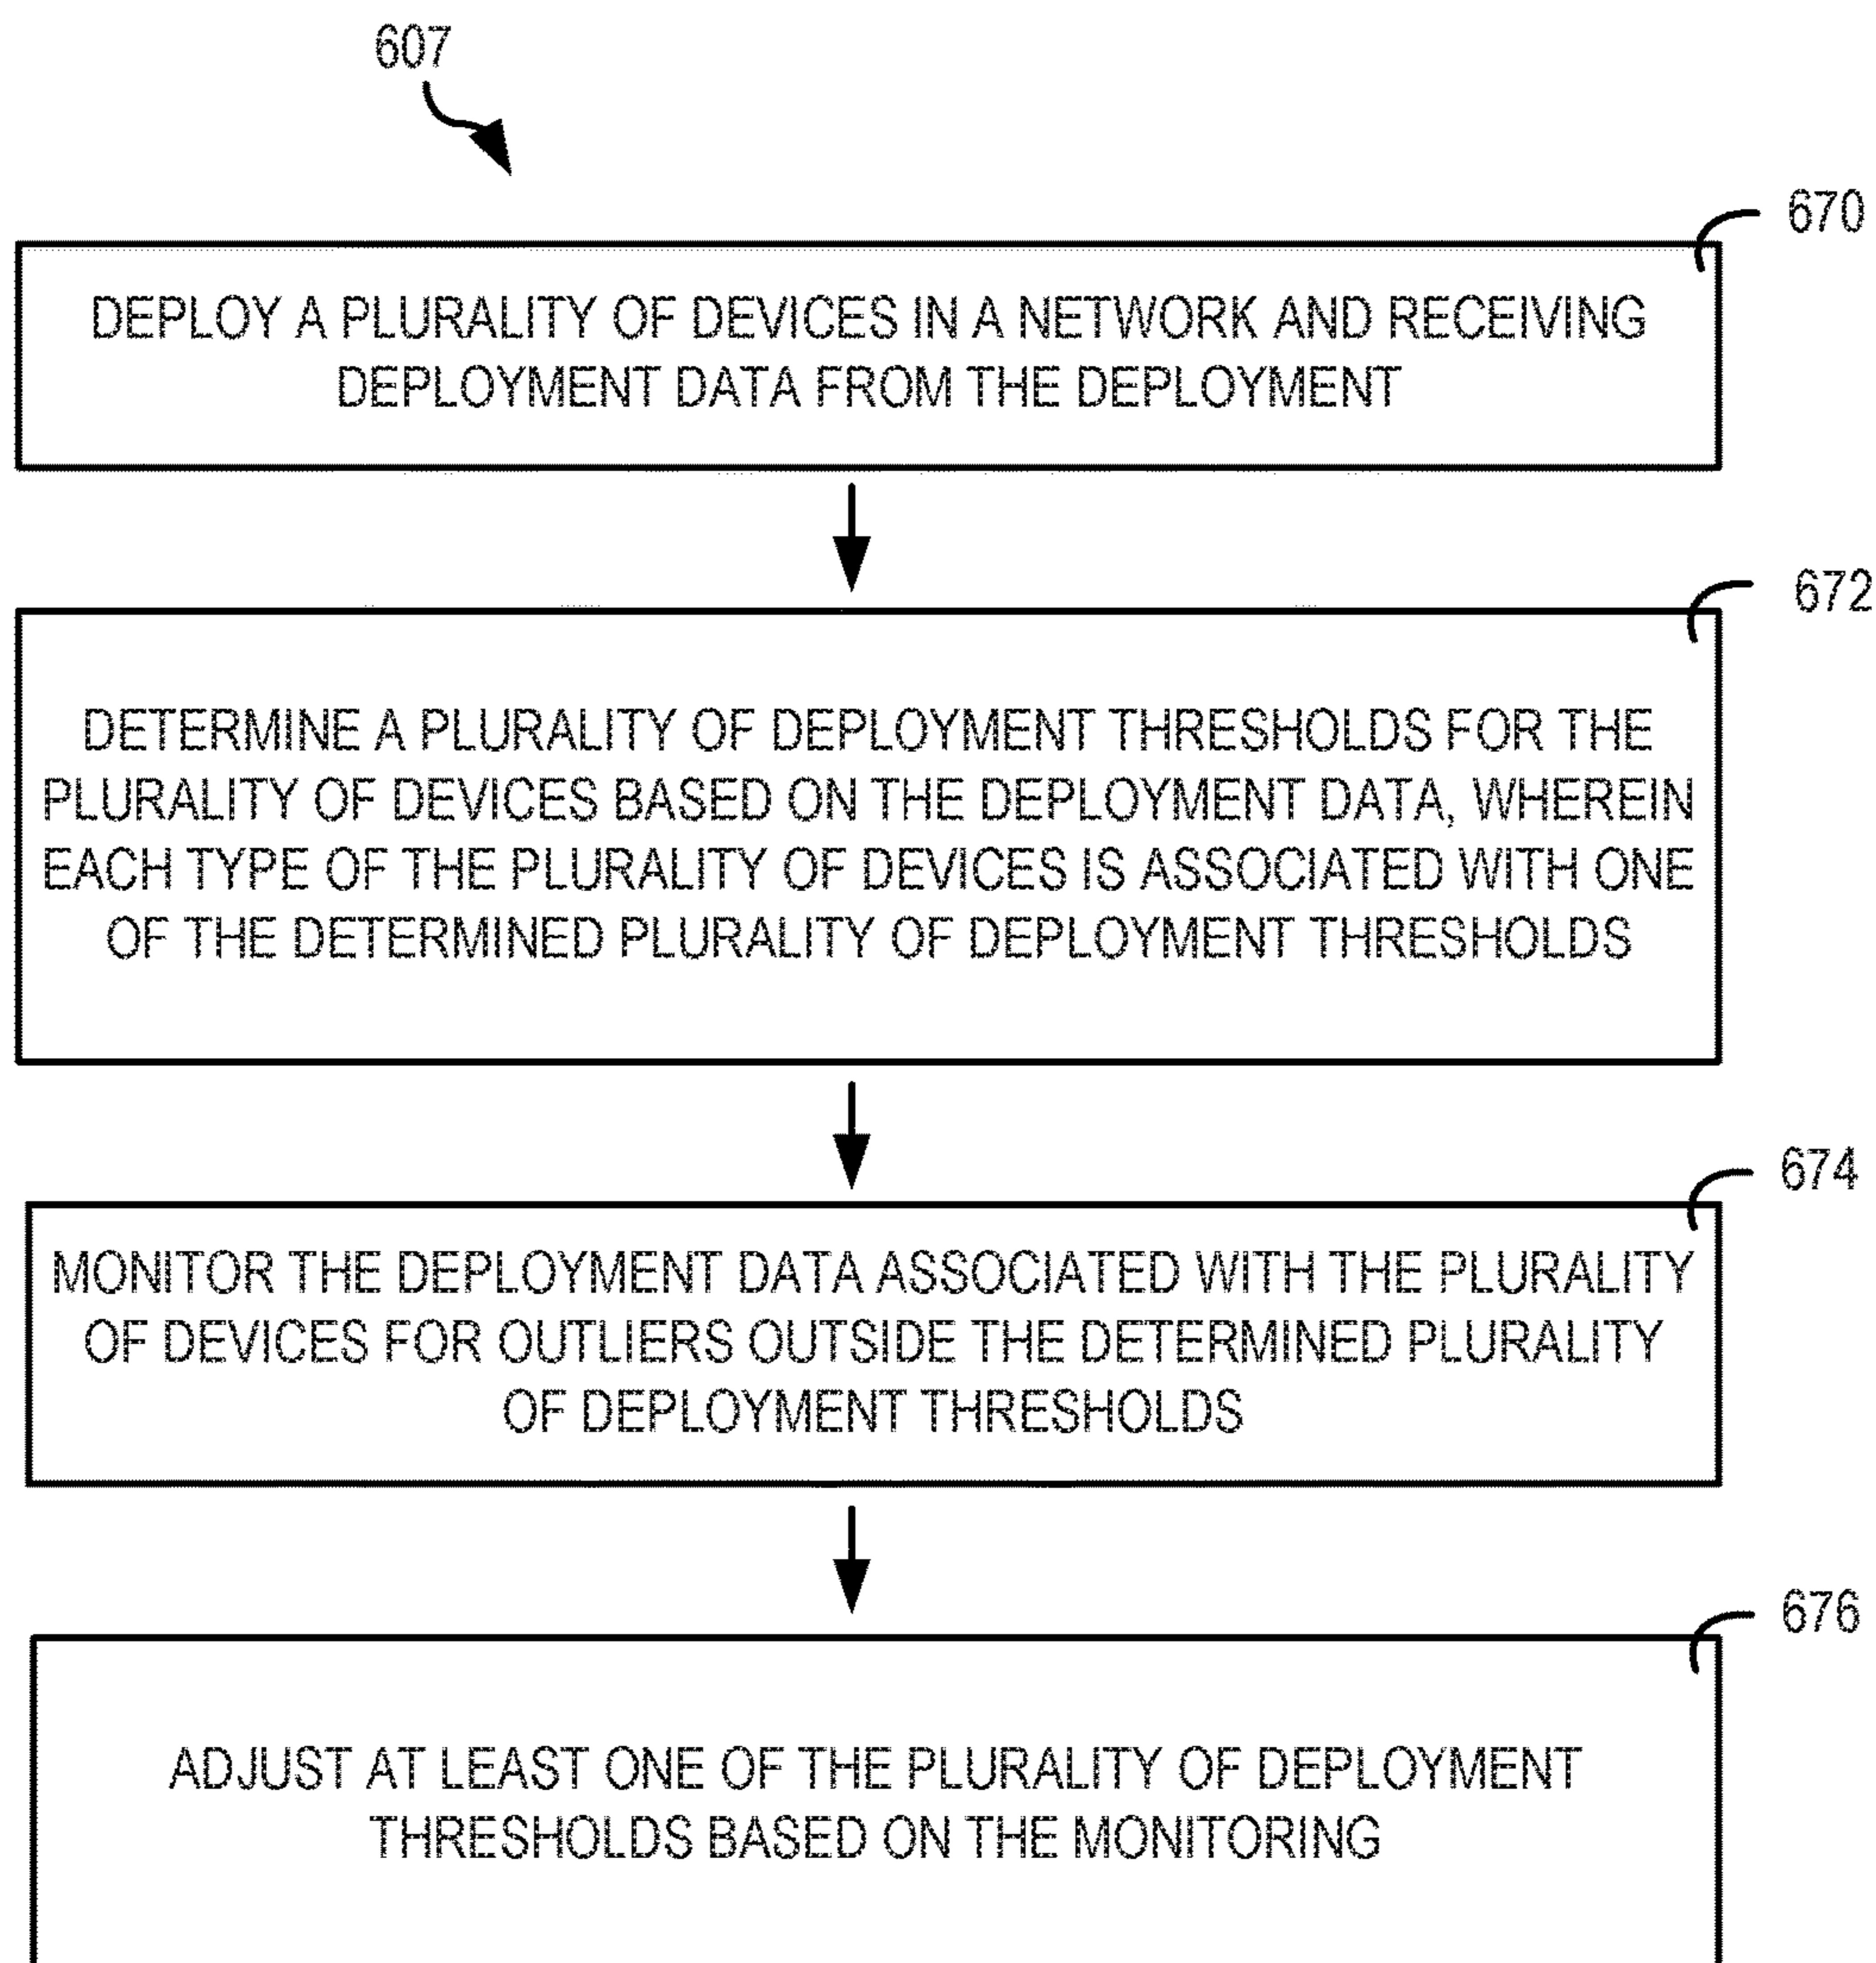 607
670
DEPLOY A PLURALITY OF DEVICES IN A NETWORK AND RECEIVING
DEPLOYMENT DATA FROM THE DEPLOYMENT
672
DETERMINE A PLURALITY OF DEPLOYMENT THRESHOLDS FOR THE
PLURALITY OF DEVICES BASED ON THE DEPLOYMENT DATA, WHEREIN
EACH TYPE OF THE PLURALITY OF DEVICES IS ASSOCIATED WITH ONE
OF THE DETERMINED PLURALITY OF DEPLOYMENT THRESHOLDS
674
MONITOR THE DEPLOYMENT DATA ASSOCIATED WITH THE PLURALITY
OF DEVICES FOR OUTLIERS OUTSIDE THE DETERMINED PLURALITY
OF DEPLOYMENT THRESHOLDS
676
ADJUST AT LEAST ONE OF THE PLURALITY OF DEPLOYMENT
THRESHOLDS BASED ON THE MONITORING